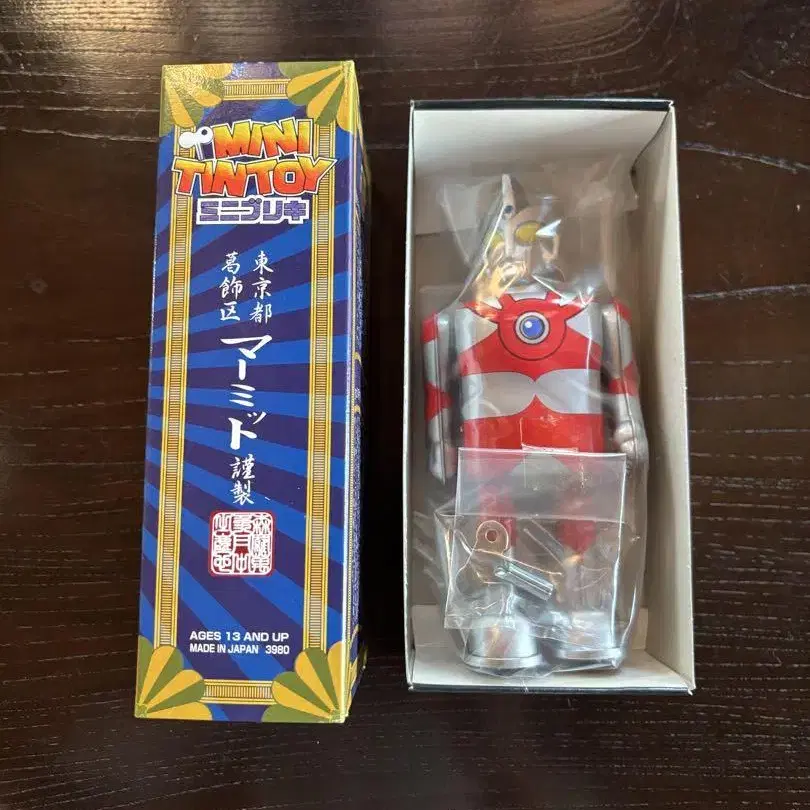 MINI
TINTOY
ミニブリキ
東京都
葛飾区
マーミット
謹製
AGES 13 AND UP
MADE IN JAPAN 3980